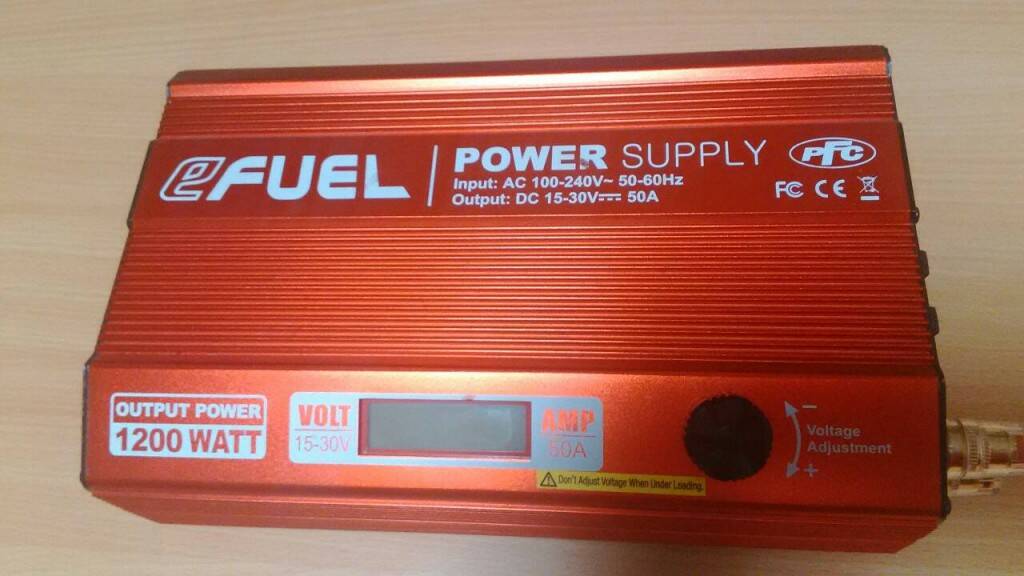 eFUEL
POWER SUPPLY
PFC
Input: AC 100-240V~ 50-60Hz
Output: DC 15-30V⎓ 50A
FC CE
OUTPUT POWER
1200 WATT
VOLT
15-30V
AMP
50A
−
Voltage
Adjustment
+
Don't Adjust Voltage When Under Loading.